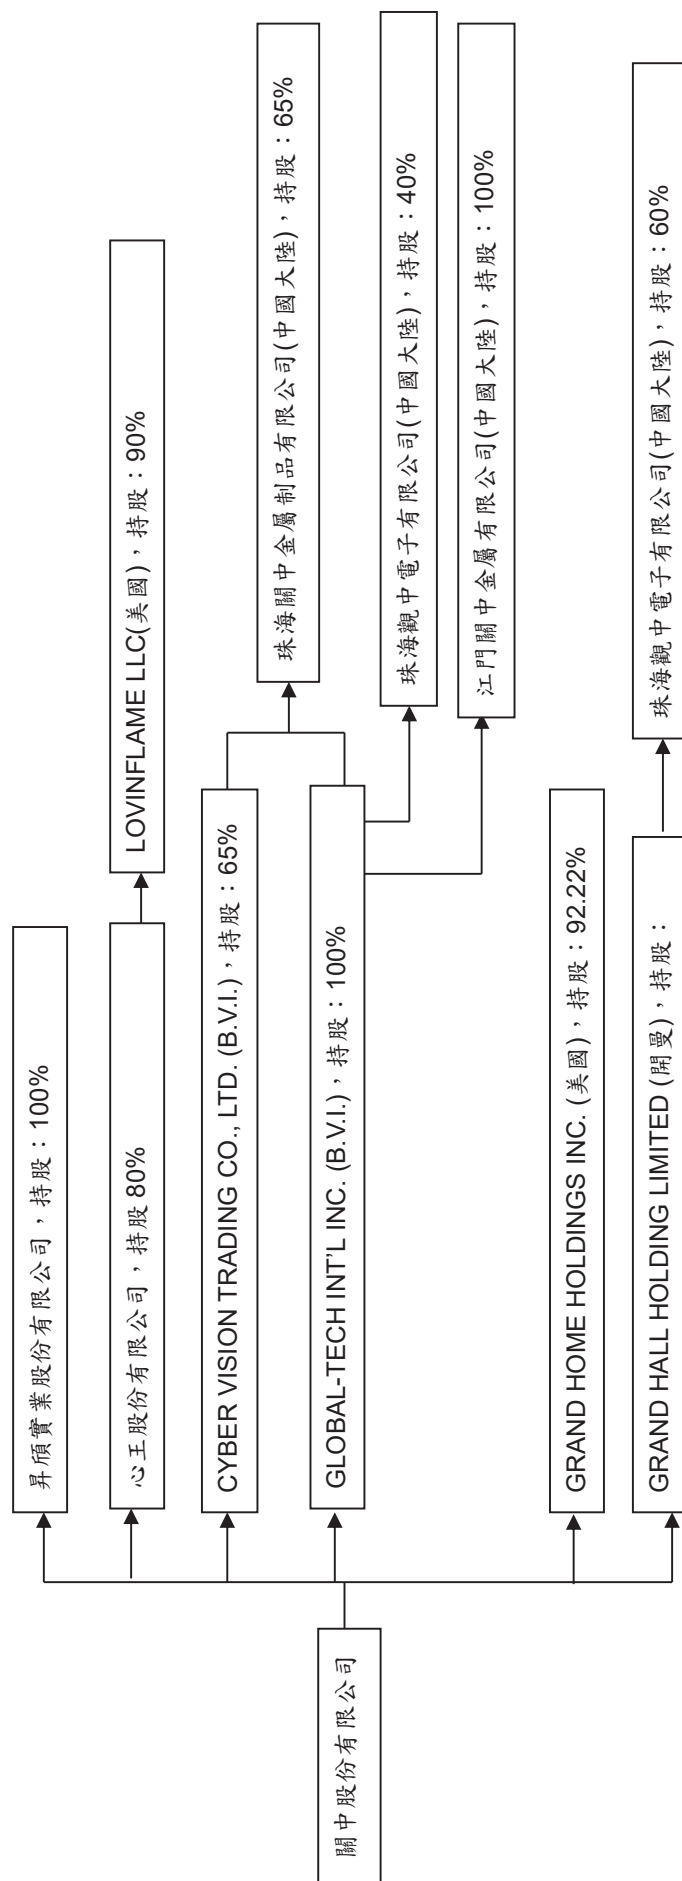 關中股份有限公司
昇頎實業股份有限公司，持股：100%
心王股份有限公司，持股 80%
LOVINFLAME LLC(美國)，持股：90%
CYBER VISION TRADING CO., LTD. (B.V.I.)，持股：65%
珠海關中金屬制品有限公司(中國大陸)，持股：65%
GLOBAL-TECH INT'L INC. (B.V.I.)，持股：100%
珠海觀中電子有限公司(中國大陸)，持股：40%
江門關中金屬有限公司(中國大陸)，持股：100%
GRAND HOME HOLDINGS INC. (美國)，持股：92.22%
GRAND HALL HOLDING LIMITED (開曼)，持股：
珠海觀中電子有限公司(中國大陸)，持股：60%